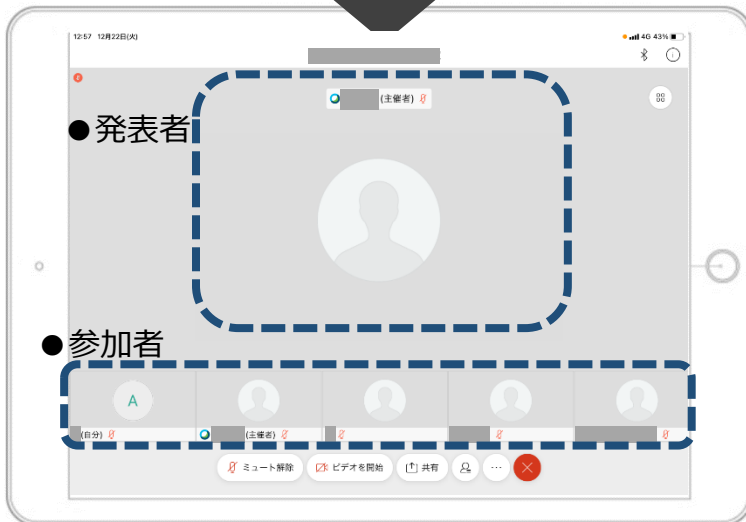 12:57 12月22日(火)
4G 43%
(主催者)
●発表者
●参加者
A
(自分)
(主催者)
ミュート解除
ビデオを開始
共有